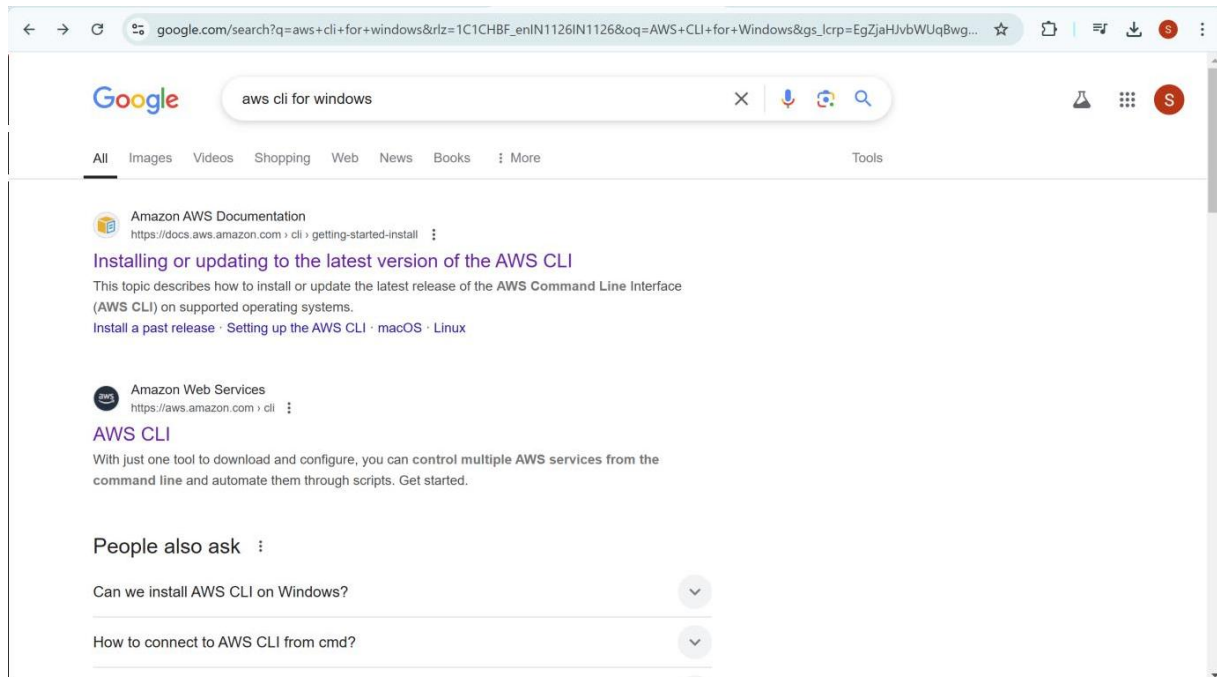 google.com/search?q=aws+cli+for+windows&rlz=1C1CHBF_enIN1126IN1126&oq=AWS+CLI+for+Windows&gs_lcrp=EgZjaHJvbWUqBwg...
S
Google
aws cli for windows
S
All Images Videos Shopping Web News Books More Tools
Amazon AWS Documentation
https://docs.aws.amazon.com › cli › getting-started-install
Installing or updating to the latest version of the AWS CLI
This topic describes how to install or update the latest release of the AWS Command Line Interface
(AWS CLI) on supported operating systems.
Install a past release · Setting up the AWS CLI · macOS · Linux
aws
Amazon Web Services
https://aws.amazon.com › cli
AWS CLI
With just one tool to download and configure, you can control multiple AWS services from the
command line and automate them through scripts. Get started.
People also ask
Can we install AWS CLI on Windows?
How to connect to AWS CLI from cmd?